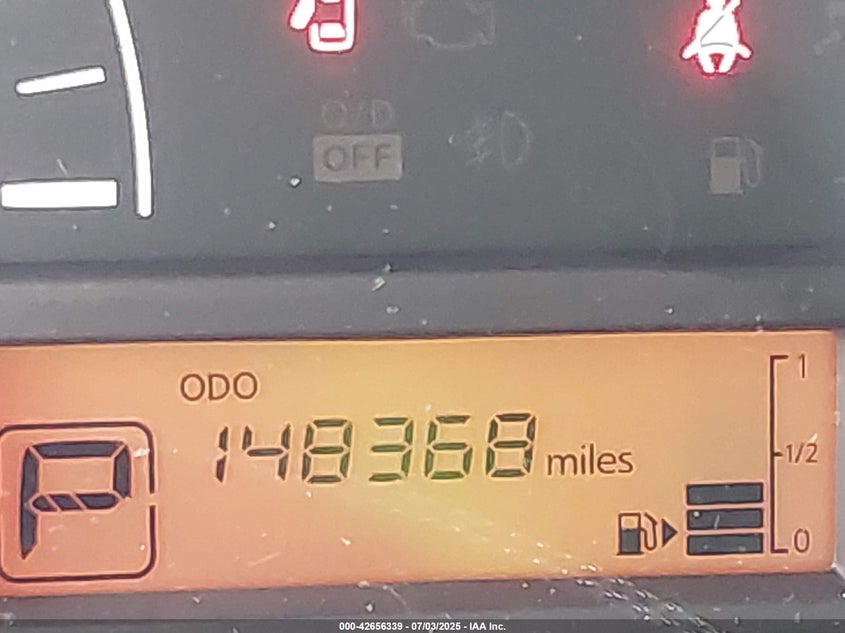 O/D
OFF
ODO
148368 miles
P
1
1/2
0
000-42656339 - 07/03/2025 - IAA Inc.